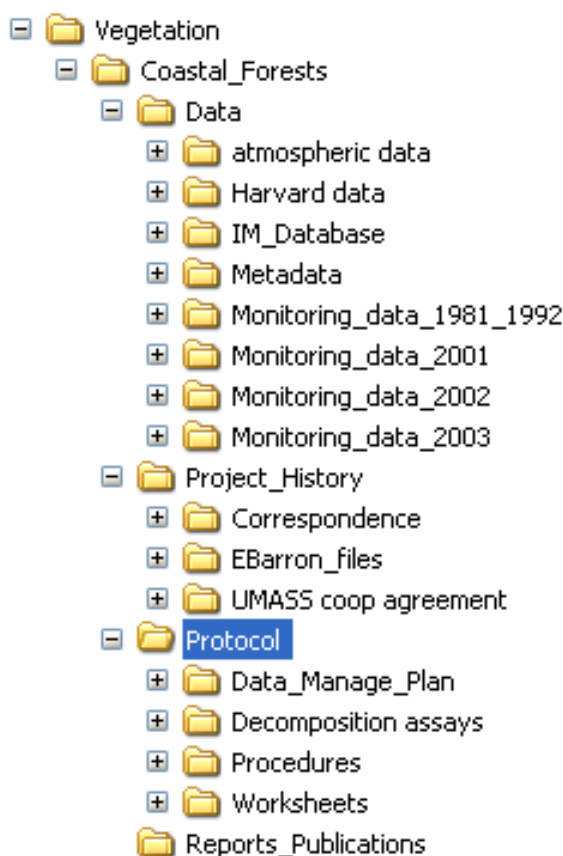 Vegetation
Coastal_Forests
Data
atmospheric data
Harvard data
IM_Database
Metadata
Monitoring_data_1981_1992
Monitoring_data_2001
Monitoring_data_2002
Monitoring_data_2003
Project_History
Correspondence
EBarron_files
UMASS coop agreement
Protocol
Data_Manage_Plan
Decomposition assays
Procedures
Worksheets
Reports_Publications